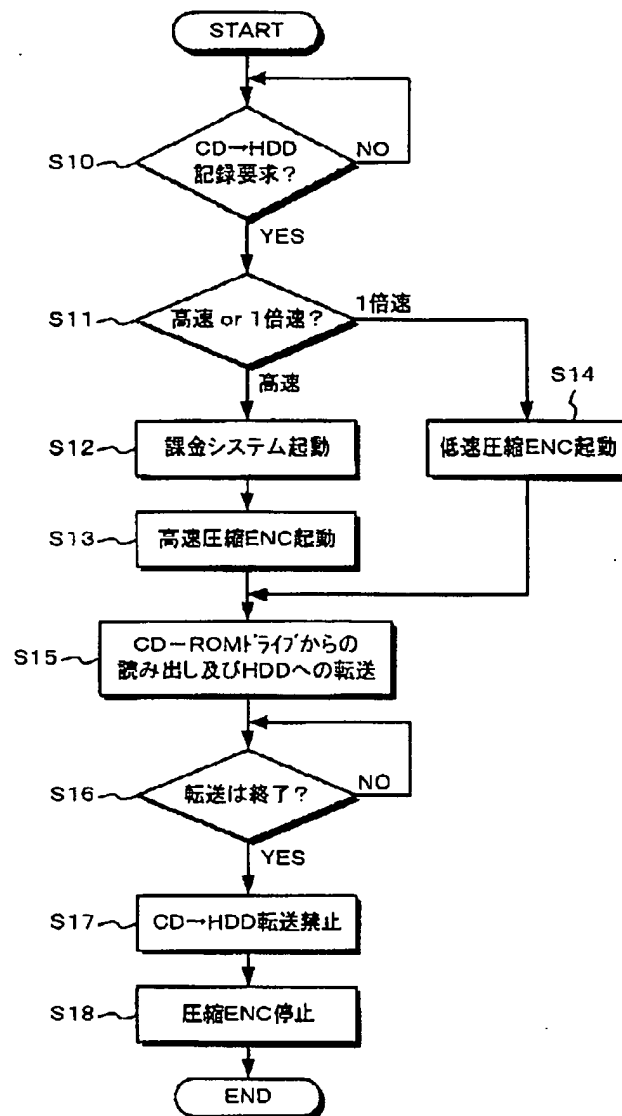 START
S10
CD→HDD
記録要求?
NO
YES
S11
高速 or 1倍速?
1倍速
高速
S14
S12
課金システム起動
低速圧縮ENC起動
S13
高速圧縮ENC起動
S15
CD-ROMドライブからの
読み出し及びHDDへの転送
S16
転送は終了?
NO
YES
S17
CD→HDD転送禁止
S18
圧縮ENC停止
END